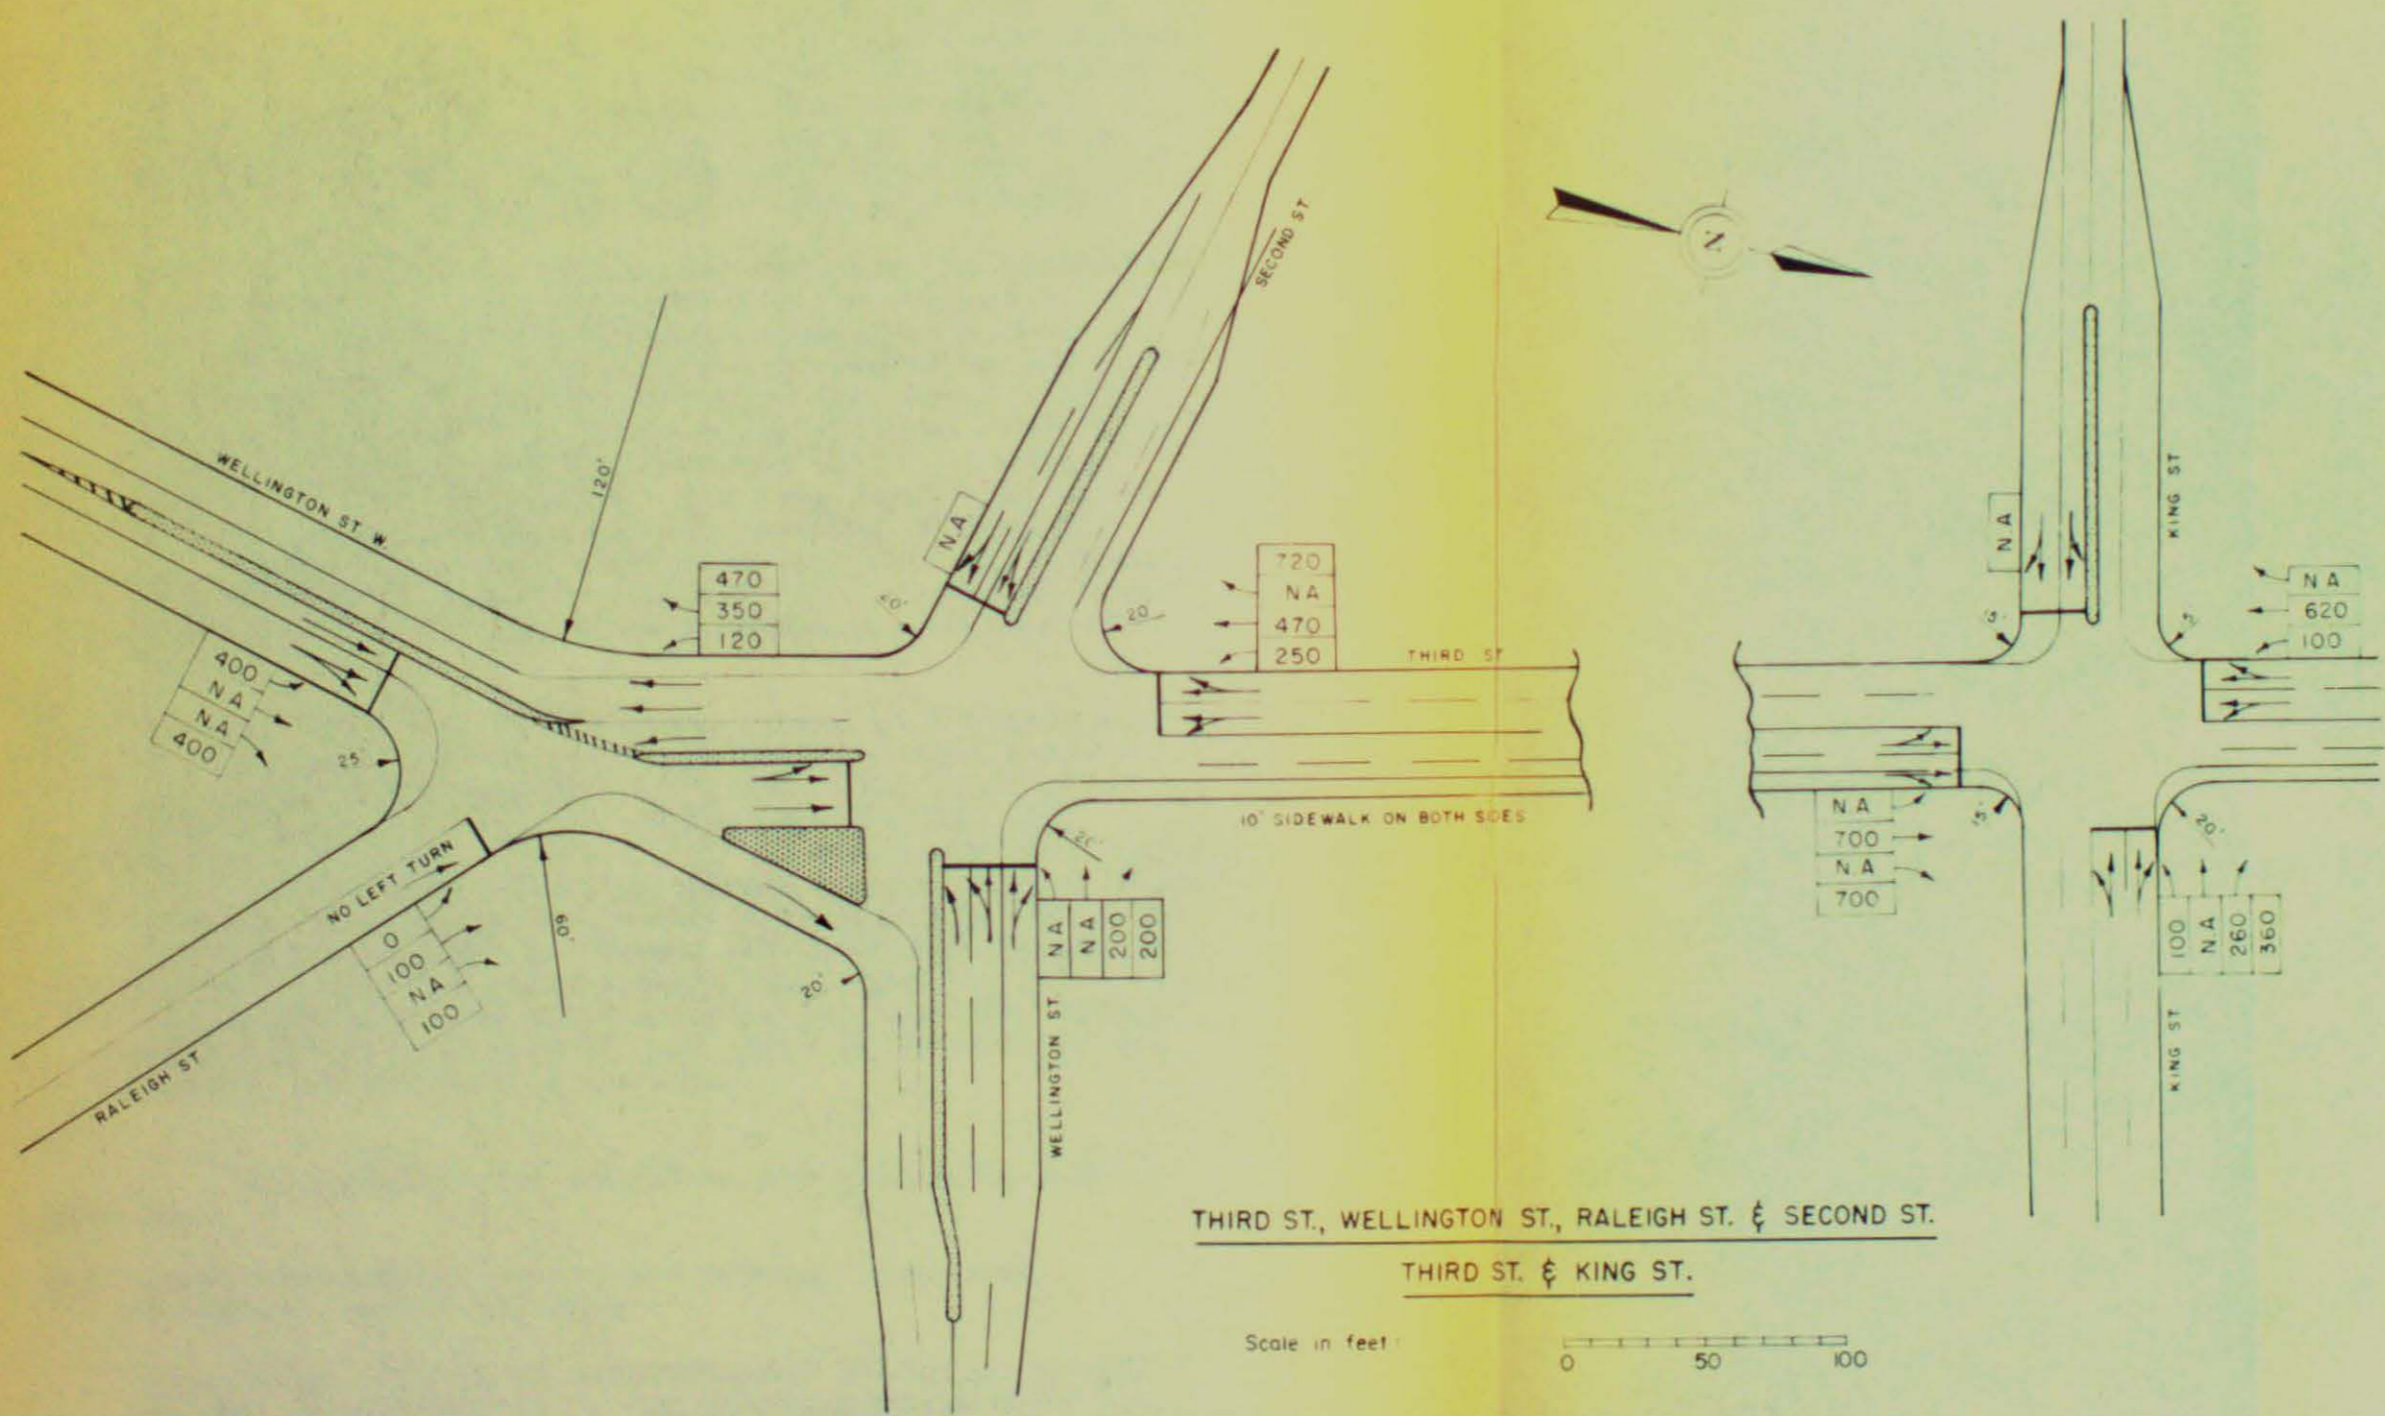 SECOND ST
N
WELLINGTON ST W.
120'
N.A
50'
20
470
350
120
720
N A
470
250
THIRD ST
400
N A
N A
400
25
NO LEFT TURN
0
100
N A
100
60'
RALEIGH ST
20'
10' SIDEWALK ON BOTH SIDES
N A
N A
200
200
WELLINGTON ST
N A
KING ST
N A
620
100
N A
700
N A
700
20'
100
N A
260
360
KING ST
THIRD ST., WELLINGTON ST., RALEIGH ST. & SECOND ST.
THIRD ST. & KING ST.
Scale in feet
0 50 100